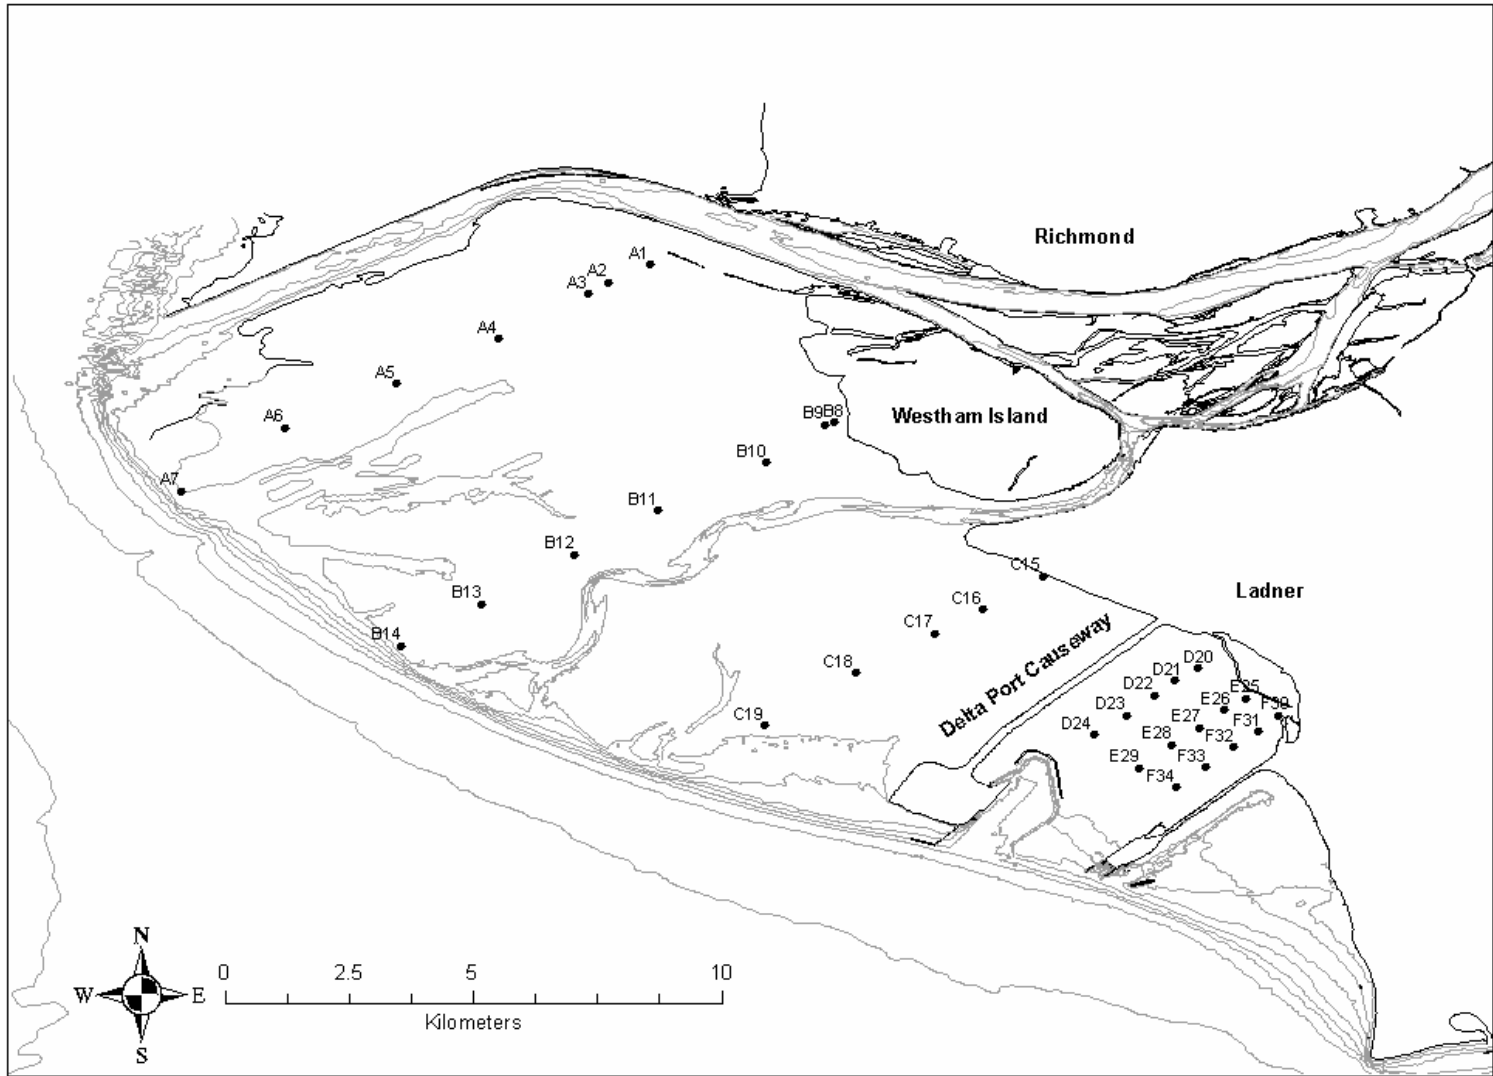 Richmond
A1
A2
A3
A4
A5
A6
A7
Westham Island
B9
B8
B10
B11
B12
B13
B14
C15
C16
C17
C18
C19
Ladner
Delta Port Causeway
D20
D21
D22
D23
D24
E25
E26
E27
E28
E29
F30
F31
F32
F33
F34
N
W
E
S
0 2.5 5 10
Kilometers